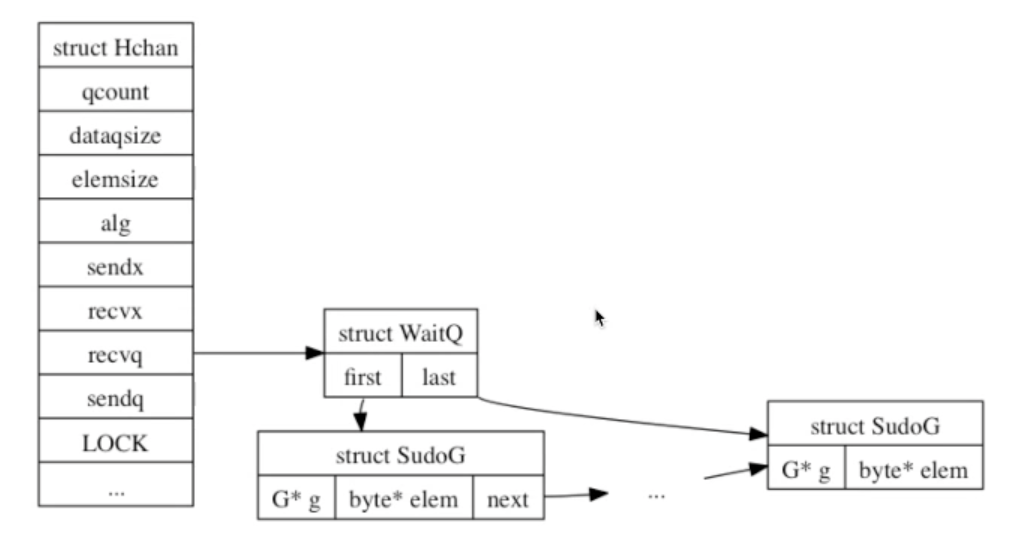 struct Hchan
qcount
dataqsize
elemsize
alg
sendx
recvx
recvq
sendq
LOCK
...
struct WaitQ
first last
struct SudoG
G* g byte* elem next
...
struct SudoG
G* g byte* elem